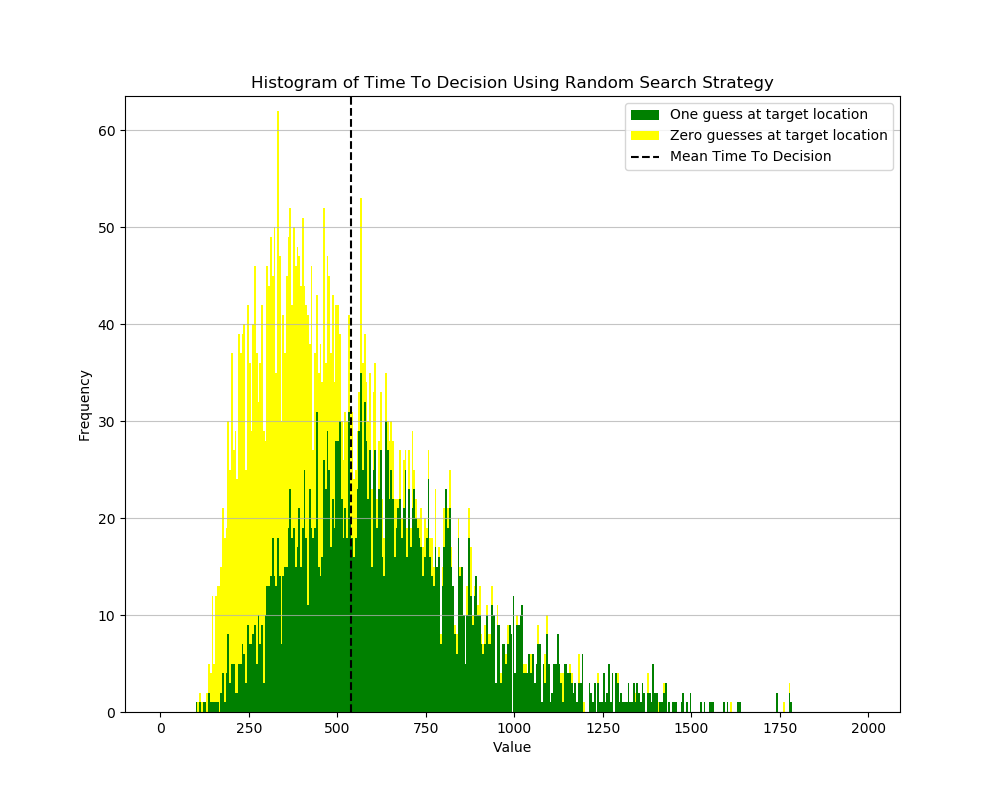 Histogram of Time To Decision Using Random Search Strategy
One guess at target location
Zero guesses at target location
Mean Time To Decision
Frequency
60
50
40
30
20
10
0
0 250 500 750 1000 1250 1500 1750 2000
Value